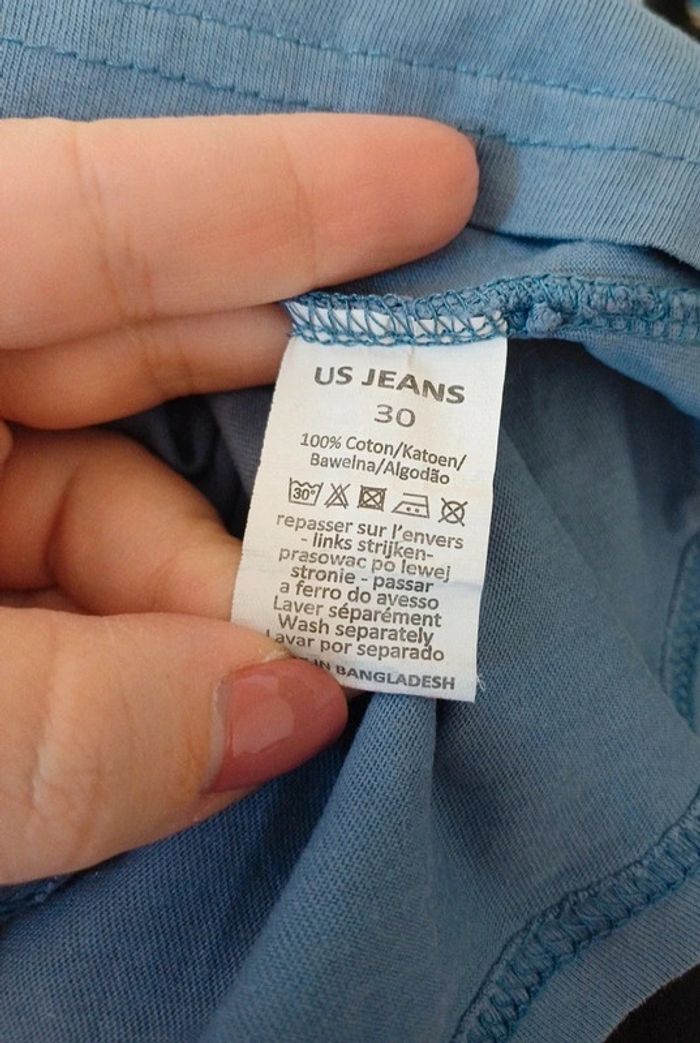 US JEANS
30
100% Coton/Katoen/
Bawelna/Algodão
30°
repasser sur l'envers
- links strijken-
prasowac po lewej
stronie - passar
a ferro do avesso
Laver séparément
Wash separately
Lavar por separado
IN BANGLADESH